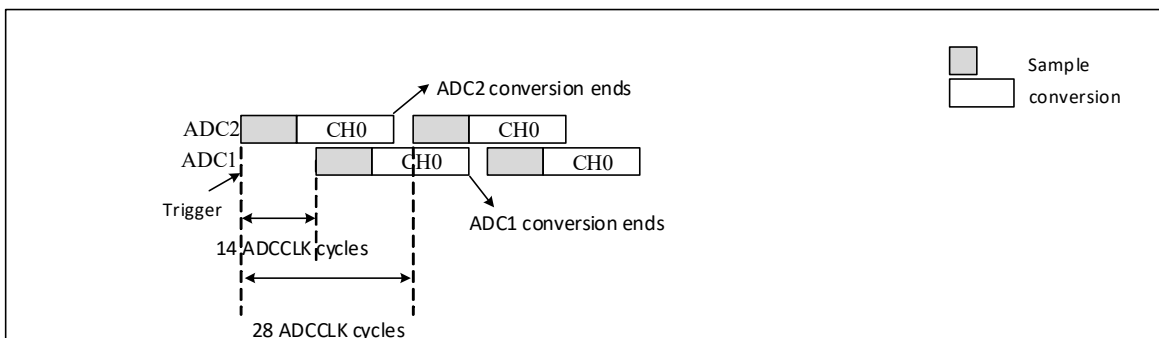 Sample
conversion
ADC2 conversion ends
ADC2
CH0
CH0
ADC1
CH0
CH0
Trigger
ADC1 conversion ends
14 ADCCLK cycles
28 ADCCLK cycles